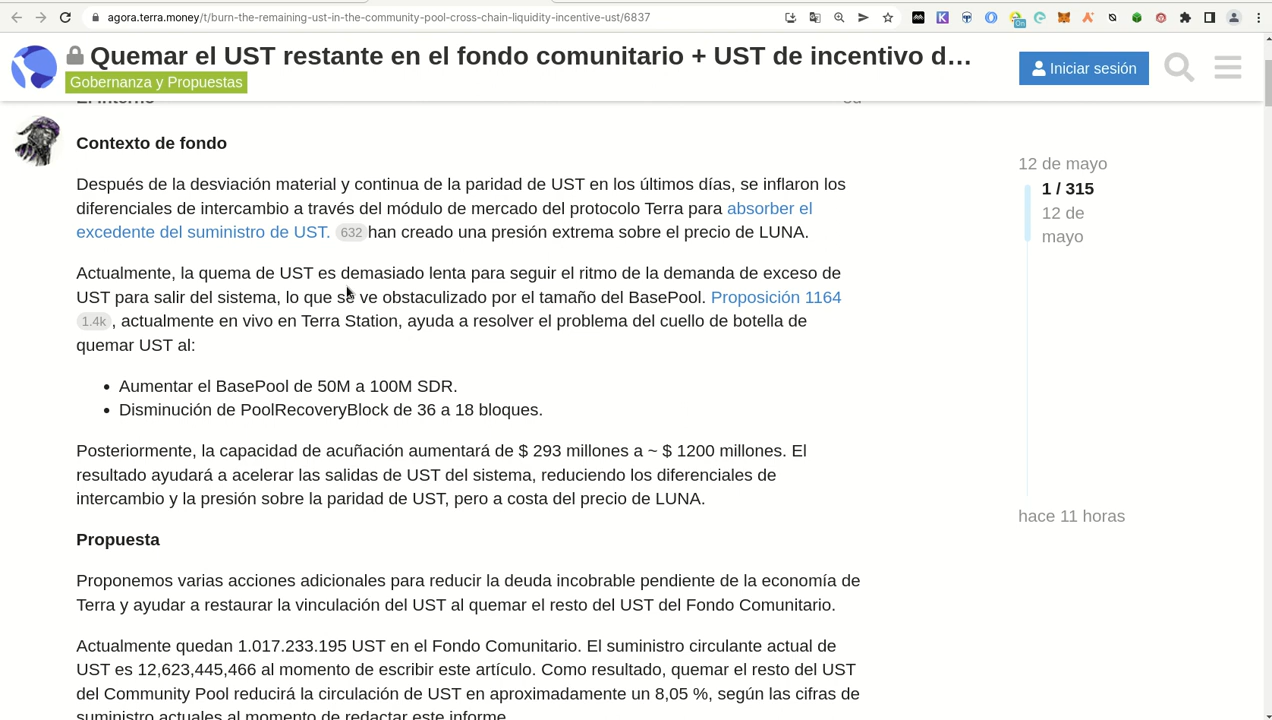 agora.terra.money/t/burn-the-remaining-ust-in-the-community-pool-cross-chain-liquidity-incentive-ust/6837
Quemar el UST restante en el fondo comunitario + UST de incentivo d…
Gobernanza y Propuestas
Iniciar sesión
Contexto de fondo
Después de la desviación material y continua de la paridad de UST en los últimos días, se inflaron los
diferenciales de intercambio a través del módulo de mercado del protocolo Terra para absorber el
excedente del suministro de UST. 632 han creado una presión extrema sobre el precio de LUNA.
Actualmente, la quema de UST es demasiado lenta para seguir el ritmo de la demanda de exceso de
UST para salir del sistema, lo que se ve obstaculizado por el tamaño del BasePool. Proposición 1164
1.4k , actualmente en vivo en Terra Station, ayuda a resolver el problema del cuello de botella de
quemar UST al:
• Aumentar el BasePool de 50M a 100M SDR.
• Disminución de PoolRecoveryBlock de 36 a 18 bloques.
Posteriormente, la capacidad de acuñación aumentará de $ 293 millones a ~ $ 1200 millones. El
resultado ayudará a acelerar las salidas de UST del sistema, reduciendo los diferenciales de
intercambio y la presión sobre la paridad de UST, pero a costa del precio de LUNA.
Propuesta
Proponemos varias acciones adicionales para reducir la deuda incobrable pendiente de la economía de
Terra y ayudar a restaurar la vinculación del UST al quemar el resto del UST del Fondo Comunitario.
Actualmente quedan 1.017.233.195 UST en el Fondo Comunitario. El suministro circulante actual de
UST es 12,623,445,466 al momento de escribir este artículo. Como resultado, quemar el resto del UST
del Community Pool reducirá la circulación de UST en aproximadamente un 8,05 %, según las cifras de
suministro actuales al momento de redactar este informe.
12 de mayo
1 / 315
12 de
mayo
hace 11 horas